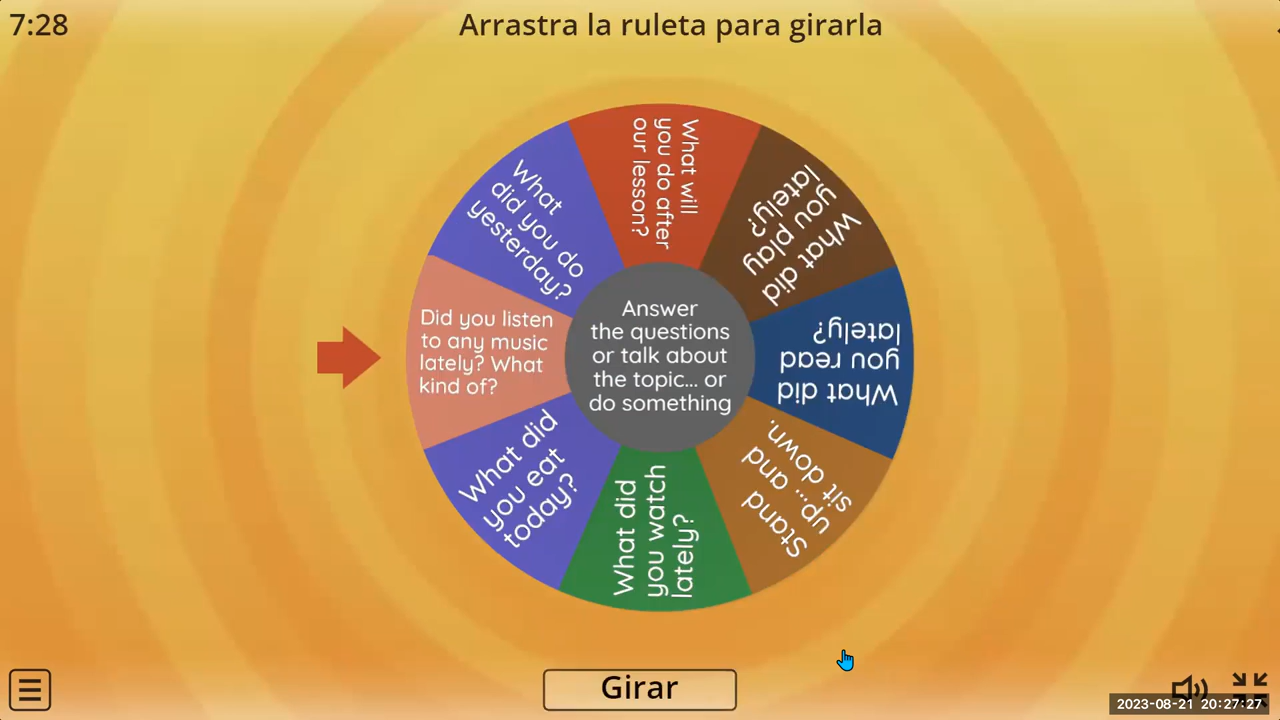 7:28
Arrastra la ruleta para girarla
What will
you do after
our lesson?
What did
you play
lately?
What did
you read
lately?
Stand
up... and
sit down.
What did
you watch
lately?
What did
you eat
today?
Did you listen
to any music
lately? What
kind of?
What
did you do
yesterday?
Answer
the questions
or talk about
the topic... or
do something
Girar
2023-08-21 20:27:27